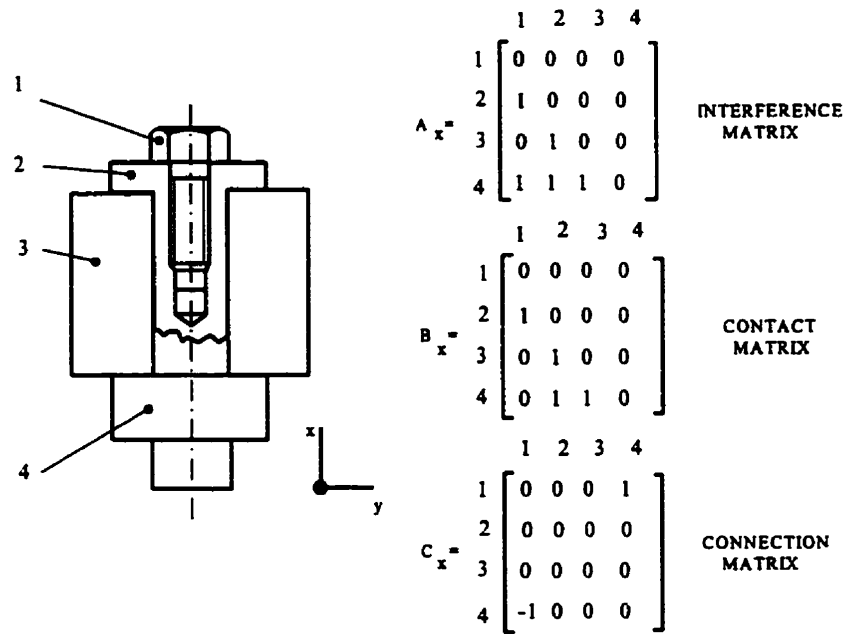 1
2
3
4
x
y
1 2 3 4
1 0 0 0 0
2 1 0 0 0
A x =
3 0 1 0 0
4 1 1 1 0
INTERFERENCE
MATRIX
1 2 3 4
1 0 0 0 0
2 1 0 0 0
B x =
3 0 1 0 0
4 0 1 1 0
CONTACT
MATRIX
1 2 3 4
1 0 0 0 1
2 0 0 0 0
C x =
3 0 0 0 0
4 -1 0 0 0
CONNECTION
MATRIX